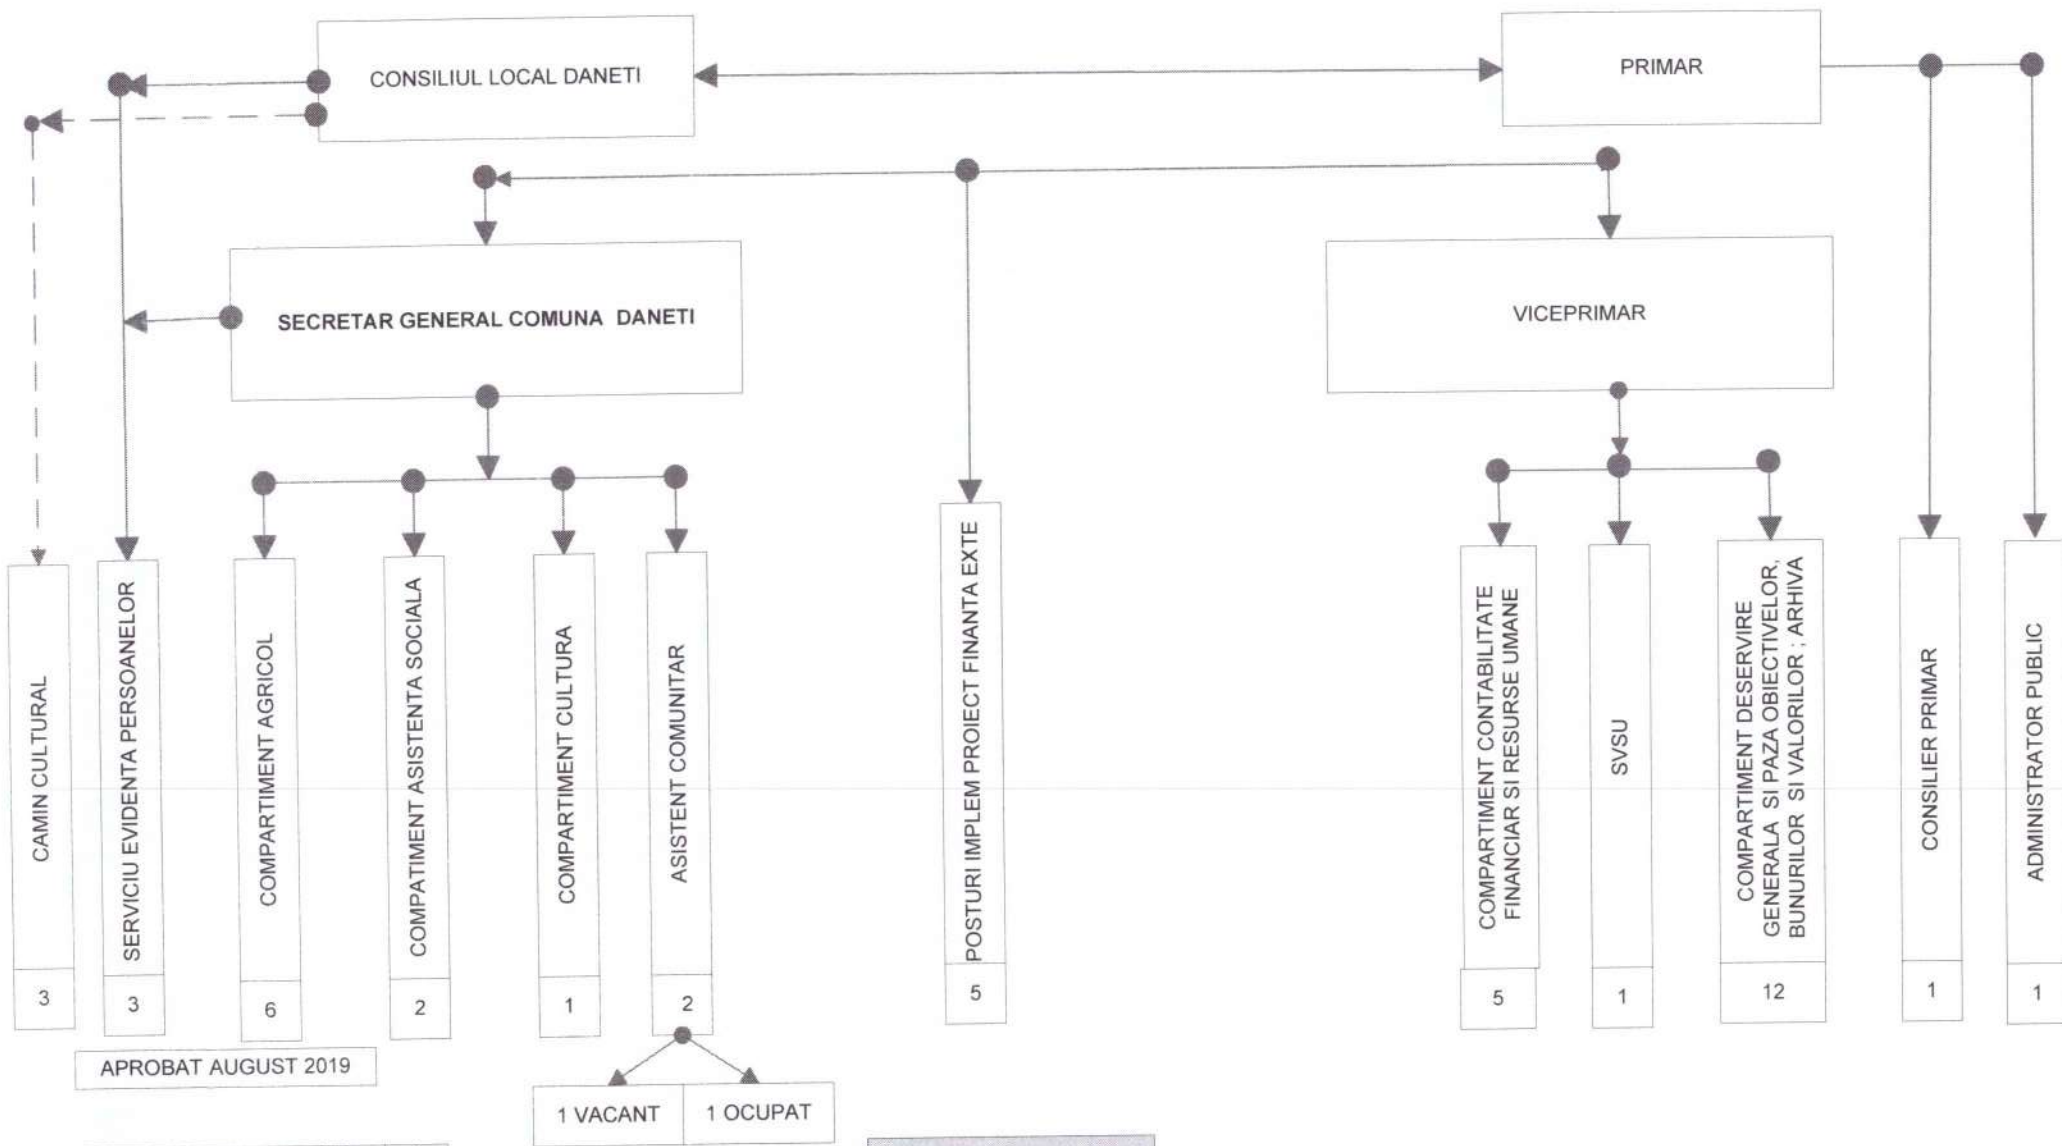 CONSILIUL LOCAL DANETI
PRIMAR
SECRETAR GENERAL COMUNA DANETI
VICEPRIMAR
CAMIN CULTURAL
3
SERVICIU EVIDENTA PERSOANELOR
3
COMPARTIMENT AGRICOL
6
COMPATIMENT ASISTENTA SOCIALA
2
COMPARTIMENT CULTURA
1
ASISTENT COMUNITAR
2
POSTURI IMPLEM PROIECT FINANTA EXTE
5
COMPARTIMENT CONTABILITATE
FINANCIAR SI RESURSE UMANE
5
SVSU
1
COMPARTIMENT DESERVIRE
GENERALA SI PAZA OBIECTIVELOR,
BUNURILOR SI VALORILOR ; ARHIVA
12
CONSILIER PRIMAR
1
ADMINISTRATOR PUBLIC
1
APROBAT AUGUST 2019
1 VACANT
1 OCUPAT